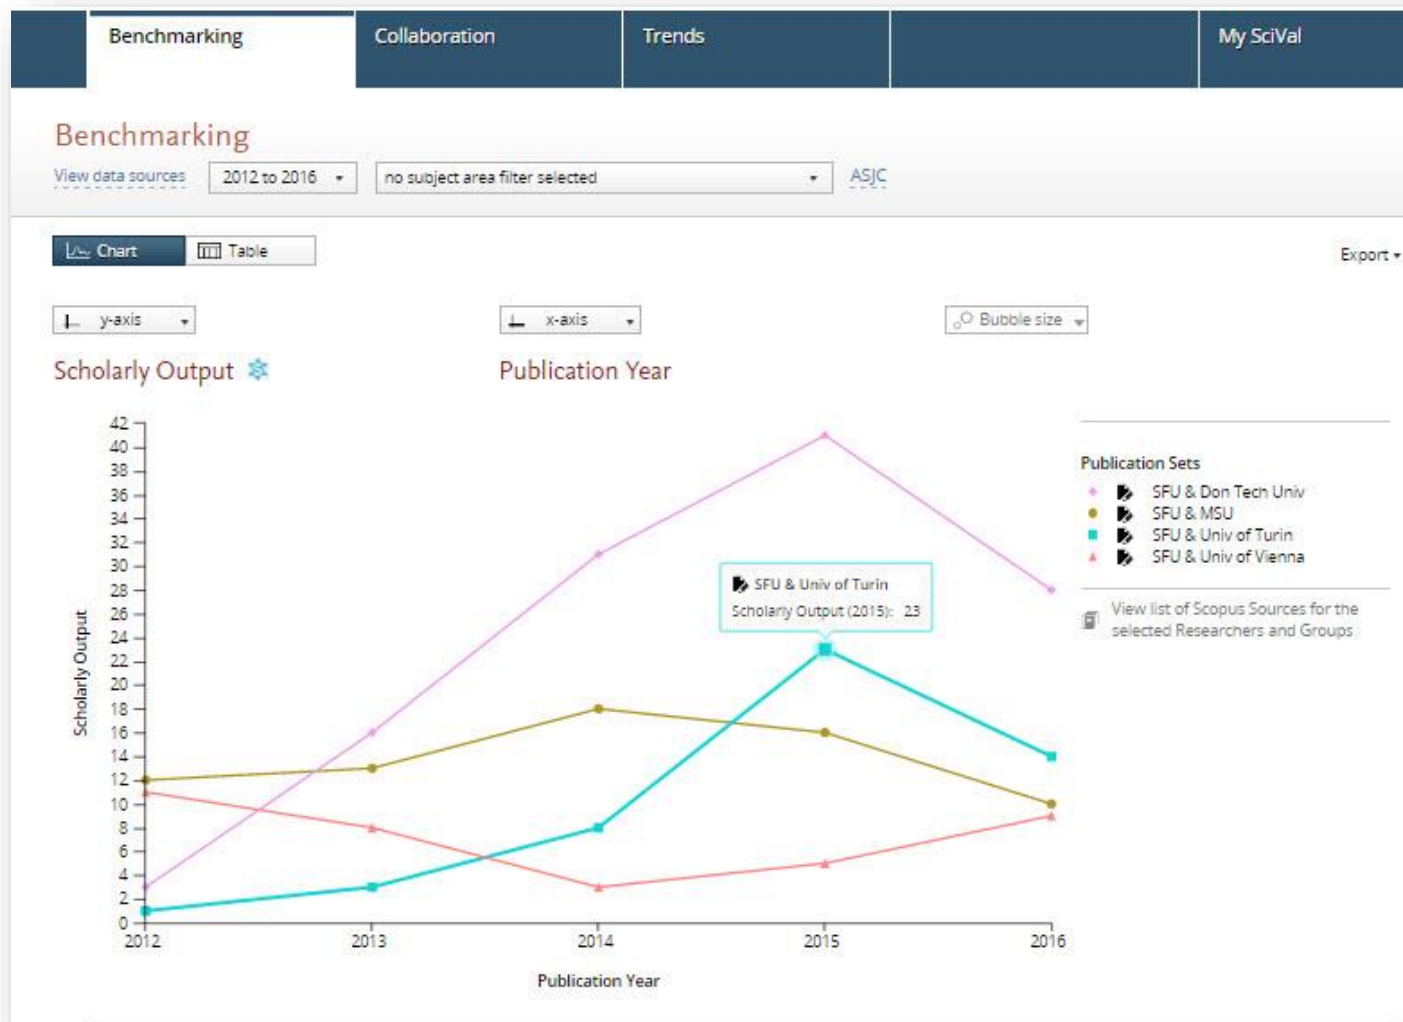 Benchmarking Collaboration Trends My SciVal
Benchmarking
View data sources 2012 to 2016 no subject area filter selected ASJC
Chart Table
Export
y-axis x-axis Bubble size
Scholarly Output Publication Year
42
40
38
36
34
32
30
28
26
24
22
20
18
16
14
12
10
8
6
4
2
0
Scholarly Output
SFU & Univ of Turin
Scholarly Output (2015): 23
2012 2013 2014 2015 2016
Publication Year
Publication Sets
SFU & Don Tech Univ
SFU & MSU
SFU & Univ of Turin
SFU & Univ of Vienna
View list of Scopus Sources for the
selected Researchers and Groups